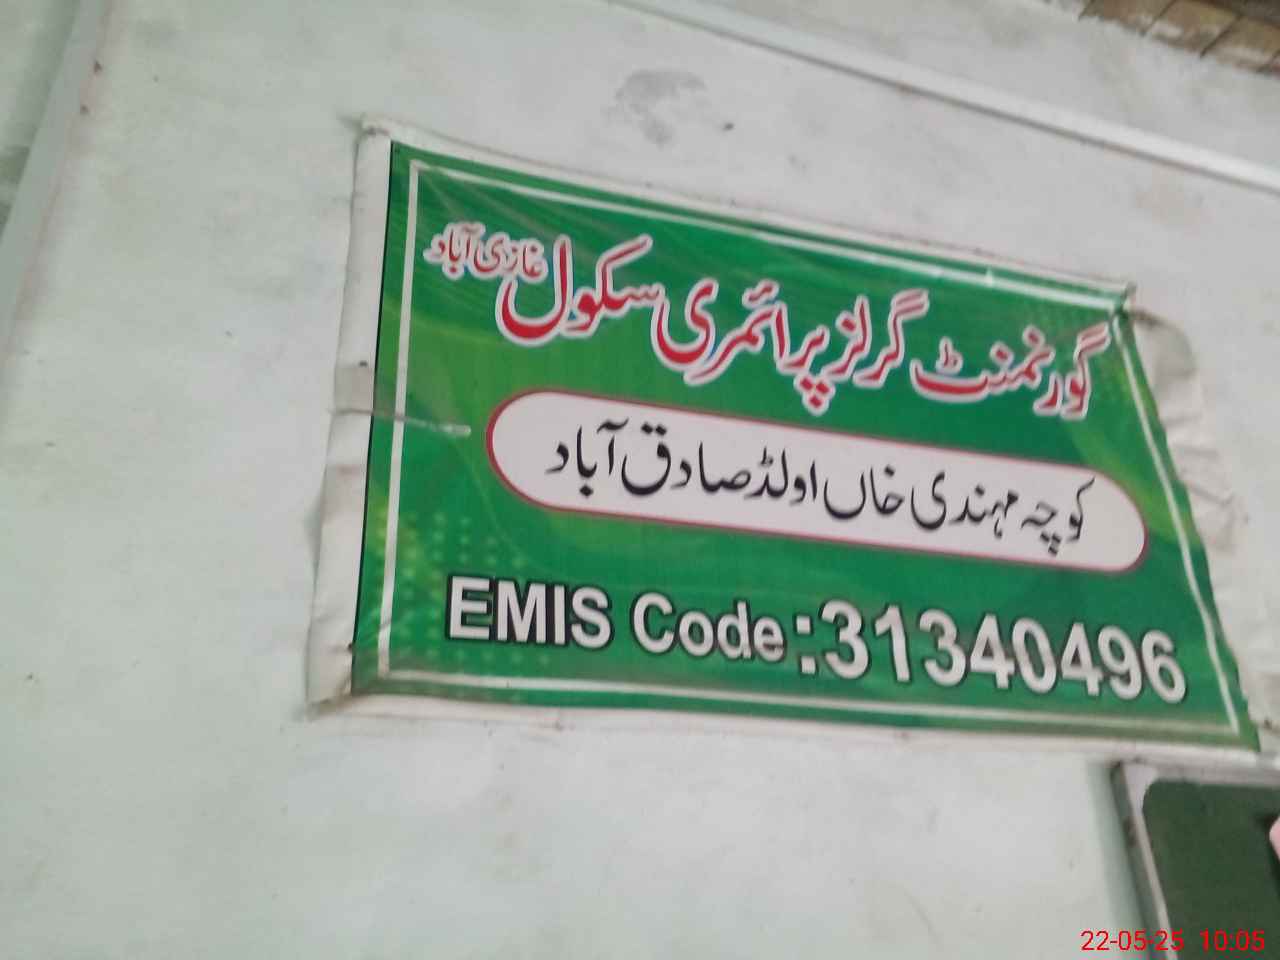 گورنمنٹ گرلز پرائمری سکول غازی آباد
کوچہ مہندی خاں اولڈ صادق آباد
EMIS Code:31340496
22-05-25 10:05